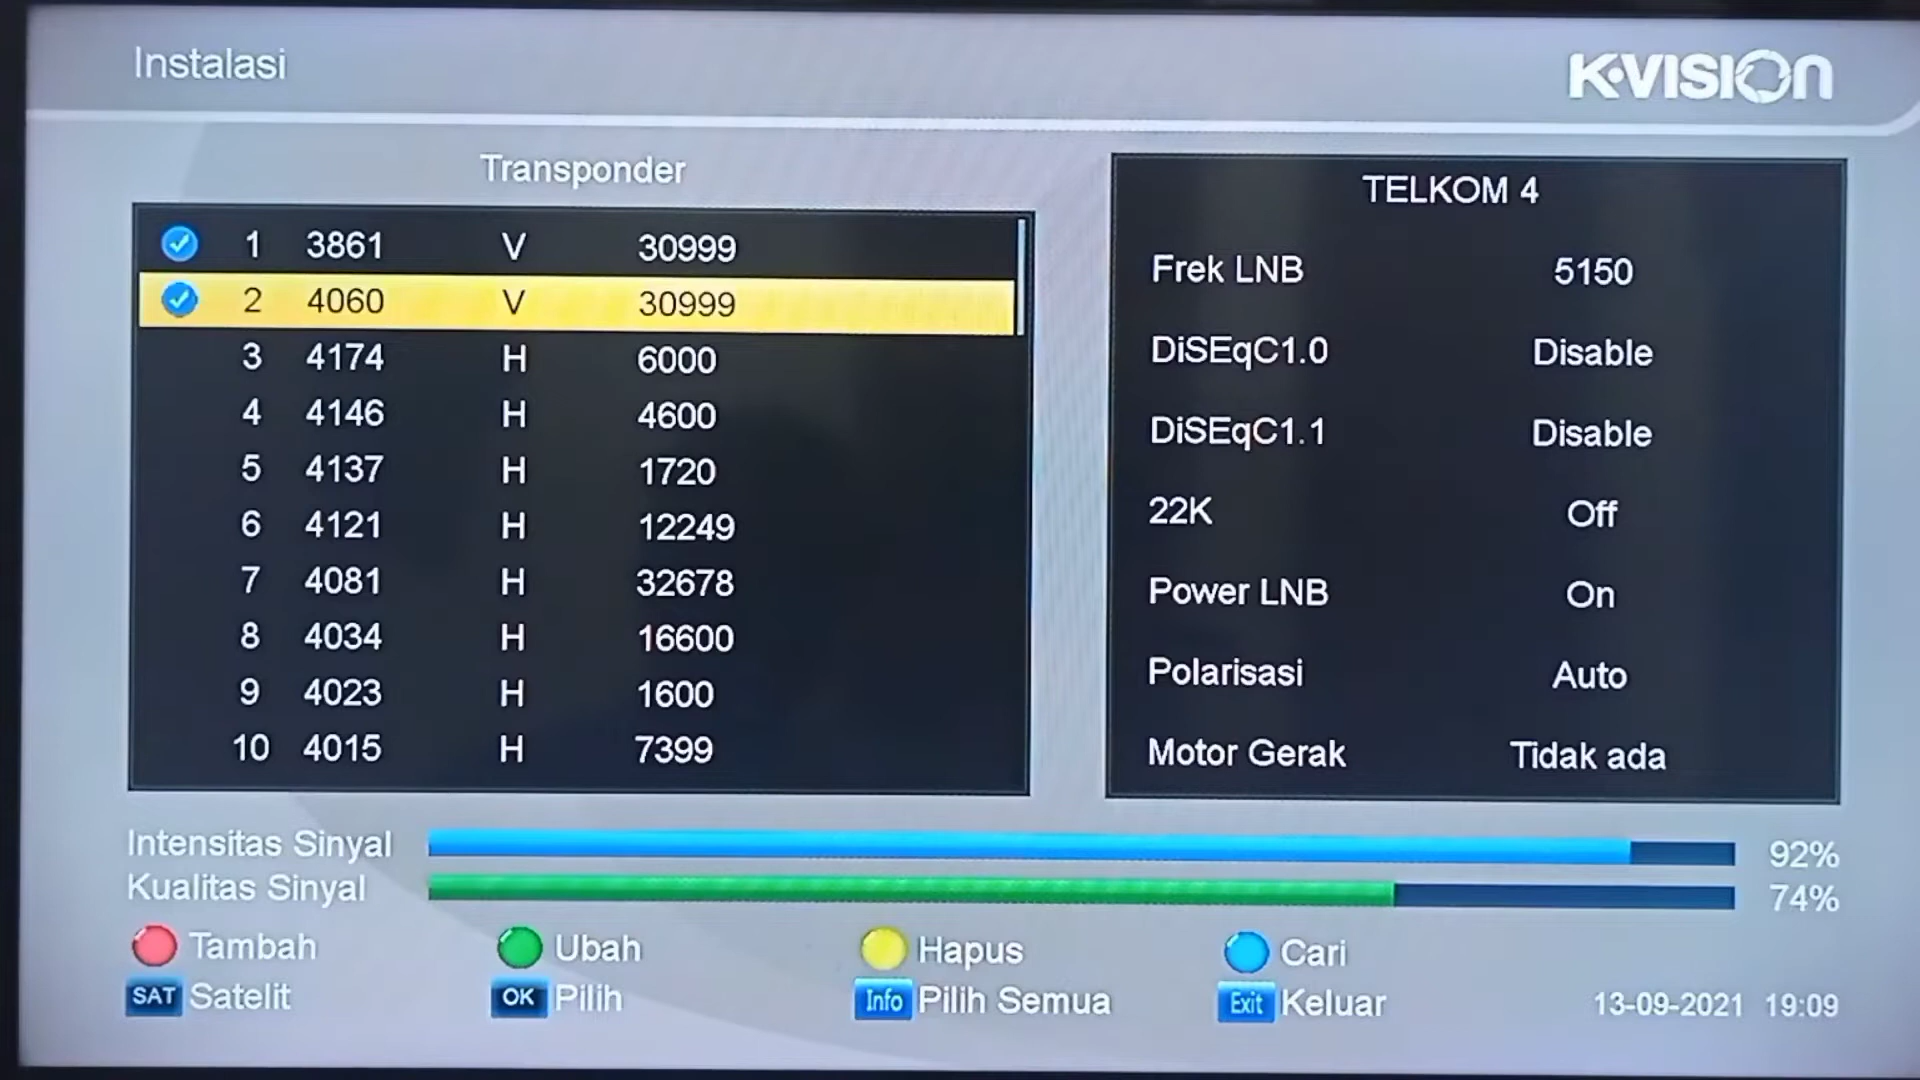 Instalasi
K-VISION
Transponder
1 3861 V 30999
2 4060 V 30999
3 4174 H 6000
4 4146 H 4600
5 4137 H 1720
6 4121 H 12249
7 4081 H 32678
8 4034 H 16600
9 4023 H 1600
10 4015 H 7399
TELKOM 4
Frek LNB 5150
DiSEqC1.0 Disable
DiSEqC1.1 Disable
22K Off
Power LNB On
Polarisasi Auto
Motor Gerak Tidak ada
Intensitas Sinyal 92%
Kualitas Sinyal 74%
Tambah Ubah Hapus Cari
SAT Satelit OK Pilih Info Pilih Semua Exit Keluar 13-09-2021 19:09